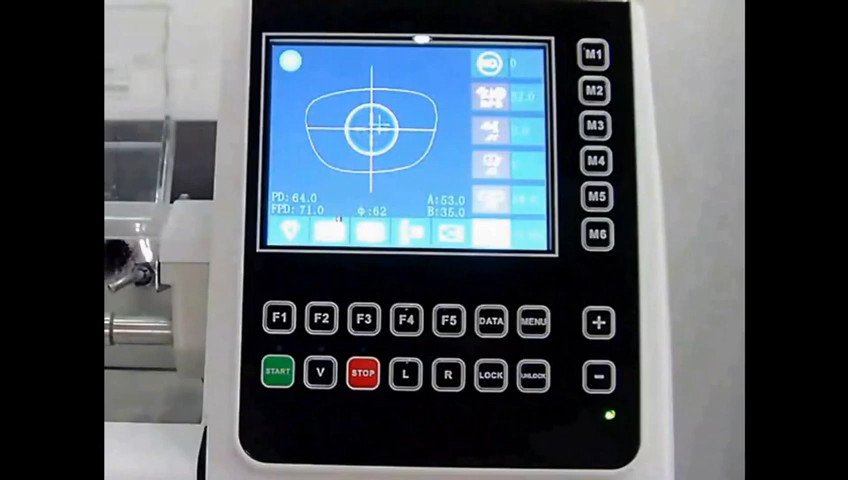 PD: 64.0
FPD: 71.0
Φ:62
A:53.0
B:35.0
M1
M2
M3
M4
M5
M6
F1 F2 F3 F4 F5 DATA MENU +
START V STOP L R LOCK UNLOCK -